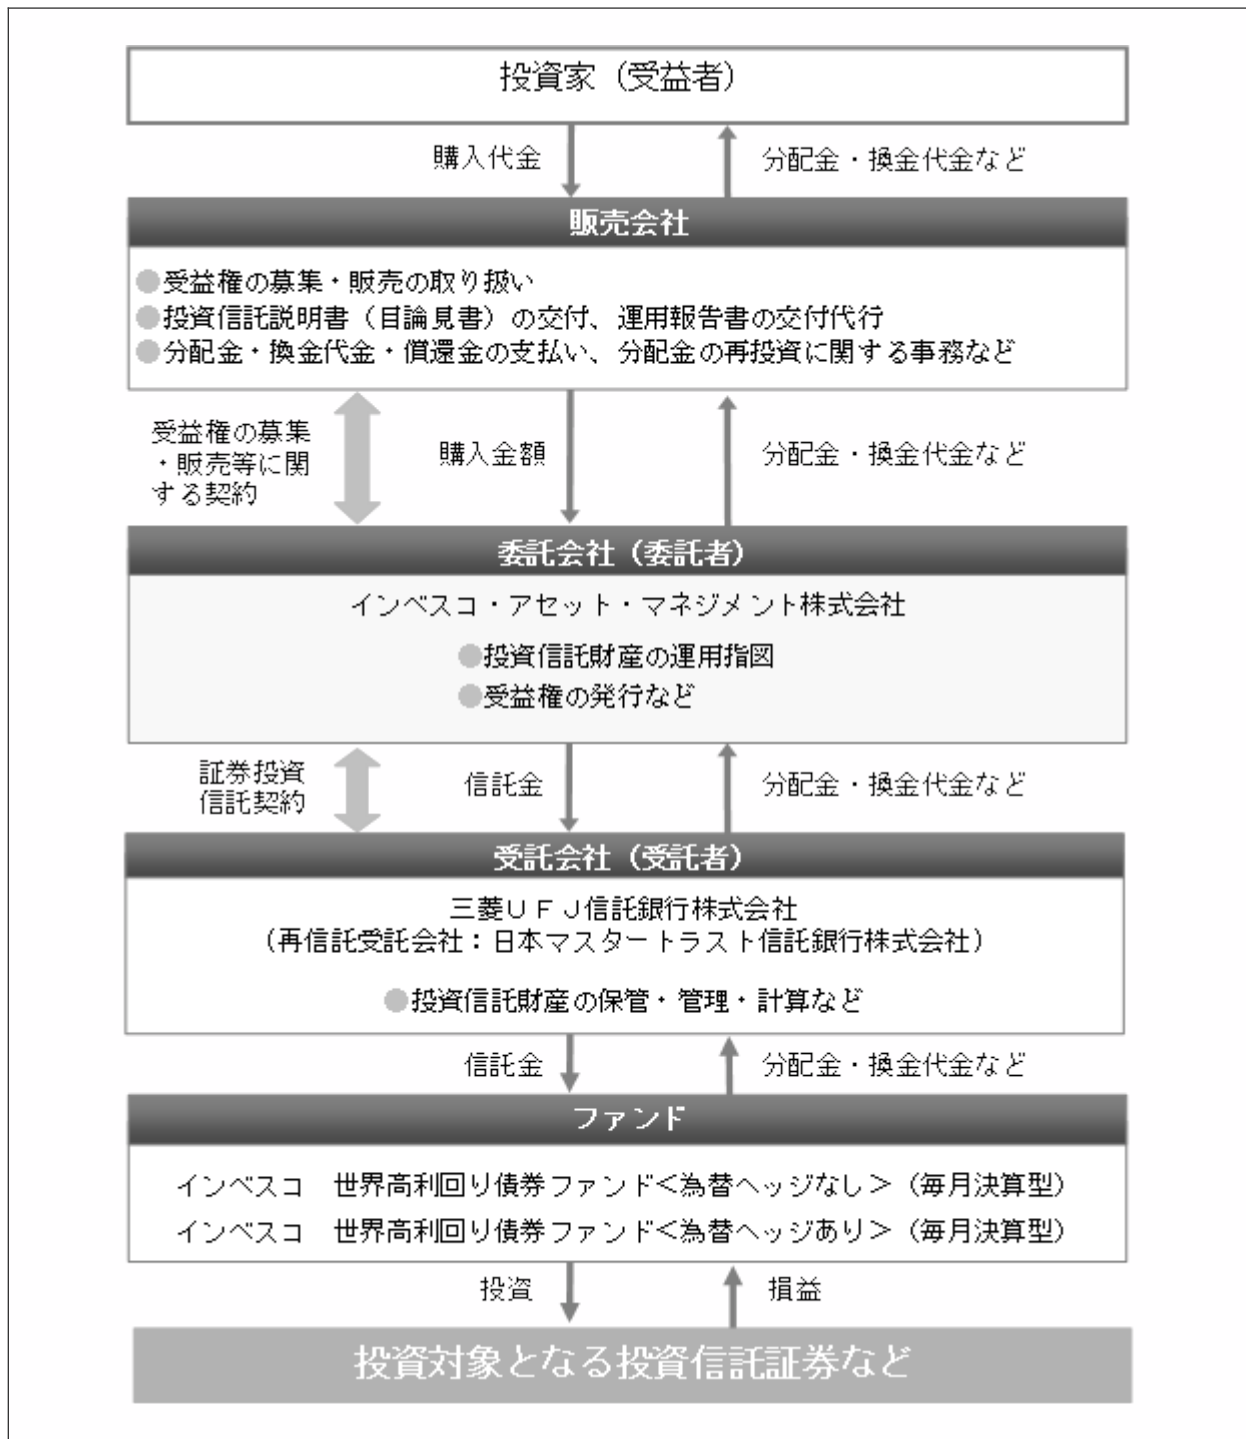 投資家（受益者）
購入代金
分配金・換金代金など
販売会社
●受益権の募集・販売の取り扱い
●投資信託説明書（目論見書）の交付、運用報告書の交付代行
●分配金・換金代金・償還金の支払い、分配金の再投資に関する事務など
受益権の募集
・販売等に関
する契約
購入金額
分配金・換金代金など
委託会社（委託者）
インベスコ・アセット・マネジメント株式会社
●投資信託財産の運用指図
●受益権の発行など
証券投資
信託契約
信託金
分配金・換金代金など
受託会社（受託者）
三菱ＵＦＪ信託銀行株式会社
（再信託受託会社：日本マスタートラスト信託銀行株式会社）
●投資信託財産の保管・管理・計算など
信託金
分配金・換金代金など
ファンド
インベスコ　世界高利回り債券ファンド＜為替ヘッジなし＞（毎月決算型）
インベスコ　世界高利回り債券ファンド＜為替ヘッジあり＞（毎月決算型）
投資
損益
投資対象となる投資信託証券など